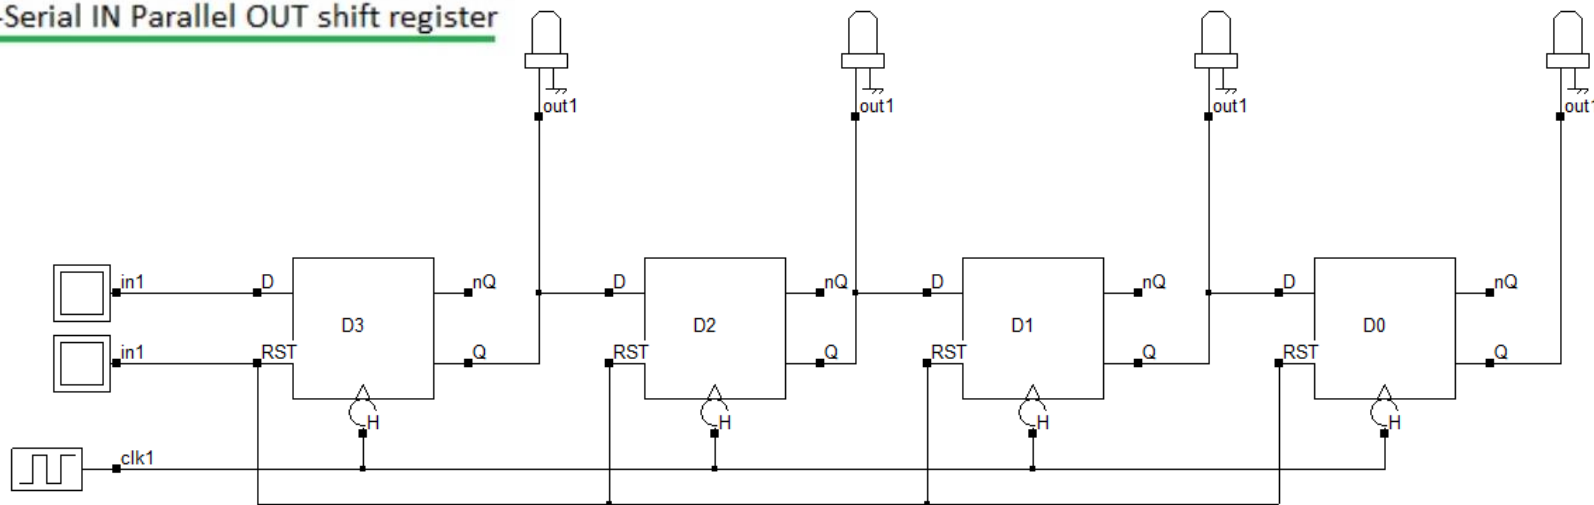 -Serial IN Parallel OUT shift register
out1 out1 out1 out1
in1 D nQ D nQ D nQ D nQ
D3 D2 D1 D0
in1 RST Q RST Q RST Q RST Q
H H H H
clk1